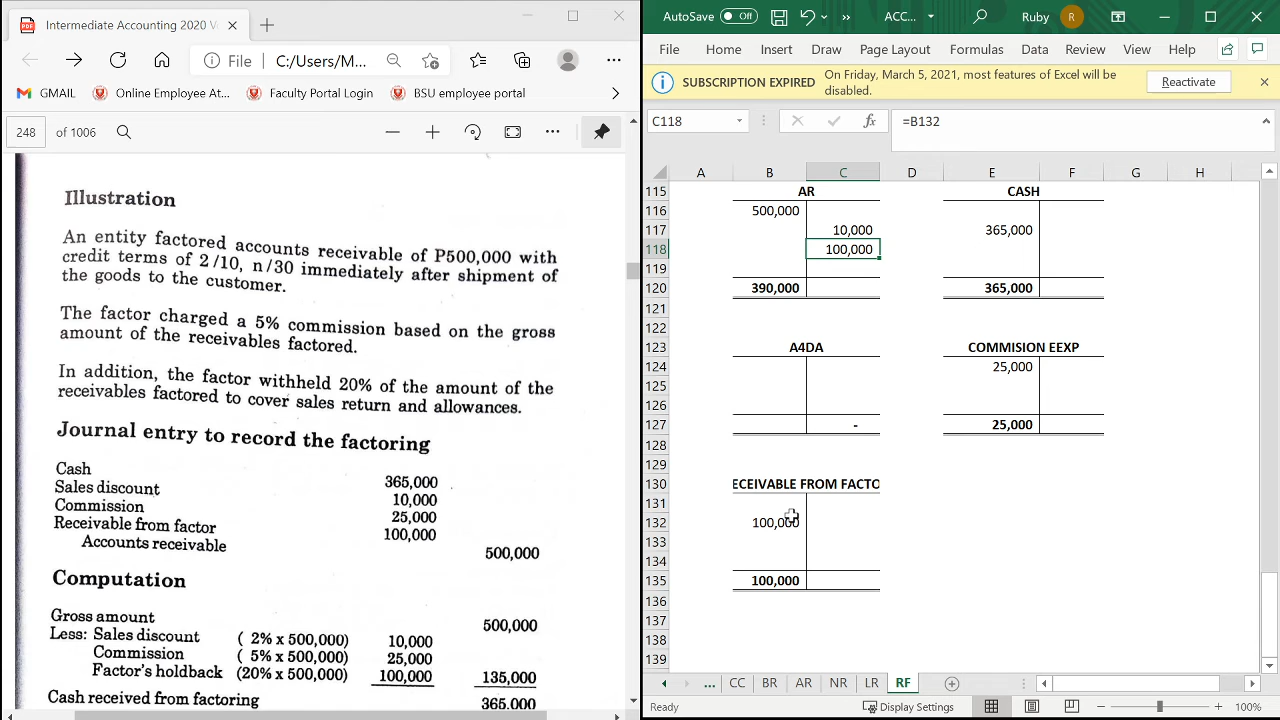 Intermediate Accounting 2020 V
File
C:/Users/M...
GMAIL
Online Employee At...
Faculty Portal Login
BSU employee portal
248 of 1006
Illustration
An entity factored accounts receivable of P500,000 with
credit terms of 2/10, n/30 immediately after shipment of
the goods to the customer.
The factor charged a 5% commission based on the gross
amount of the receivables factored.
In addition, the factor withheld 20% of the amount of the
receivables factored to cover sales return and allowances.
Journal entry to record the factoring
Cash 365,000
Sales discount 10,000
Commission 25,000
Receivable from factor 100,000
Accounts receivable 500,000
Computation
Gross amount 500,000
Less: Sales discount ( 2% x 500,000) 10,000
Commission ( 5% x 500,000) 25,000
Factor's holdback (20% x 500,000) 100,000 135,000
Cash received from factoring 365,000
AutoSave Off ACC... Ruby R
File Home Insert Draw Page Layout Formulas Data Review View Help
SUBSCRIPTION EXPIRED On Friday, March 5, 2021, most features of Excel will be
disabled.
Reactivate
C118 fx =B132
A B C D E F G H
115 AR CASH
116 500,000
117 10,000 365,000
118 100,000
119
120 390,000 365,000
121
122
123 A4DA COMMISION EEXP
124 25,000
125
126
127 - 25,000
128
129
130 ECEIVABLE FROM FACTO
131
132 100,000
133
134
135 100,000
136
137
138
139
... CC BR AR NR LR RF
Ready Display Settings 100%